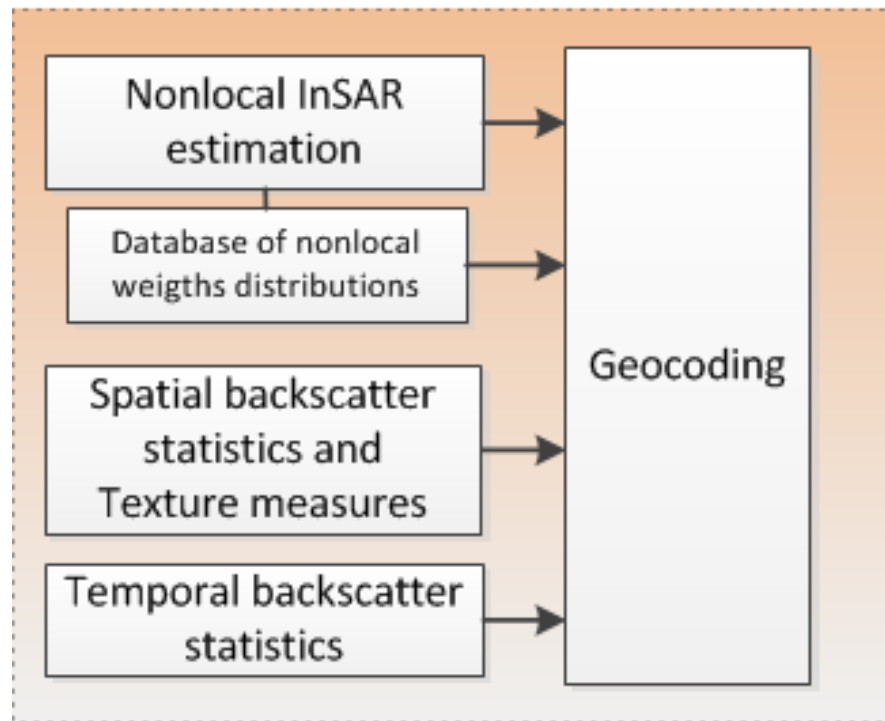 Nonlocal InSAR
estimation
Database of nonlocal
weigths distributions
Spatial backscatter
statistics and
Texture measures
Temporal backscatter
statistics
Geocoding